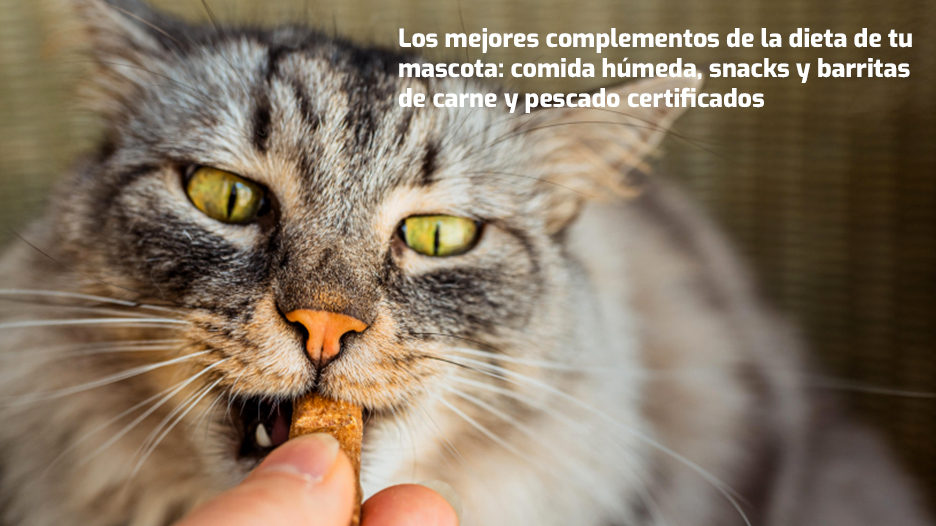 Los mejores complementos de la dieta de tu
mascota: comida húmeda, snacks y barritas
de carne y pescado certificados